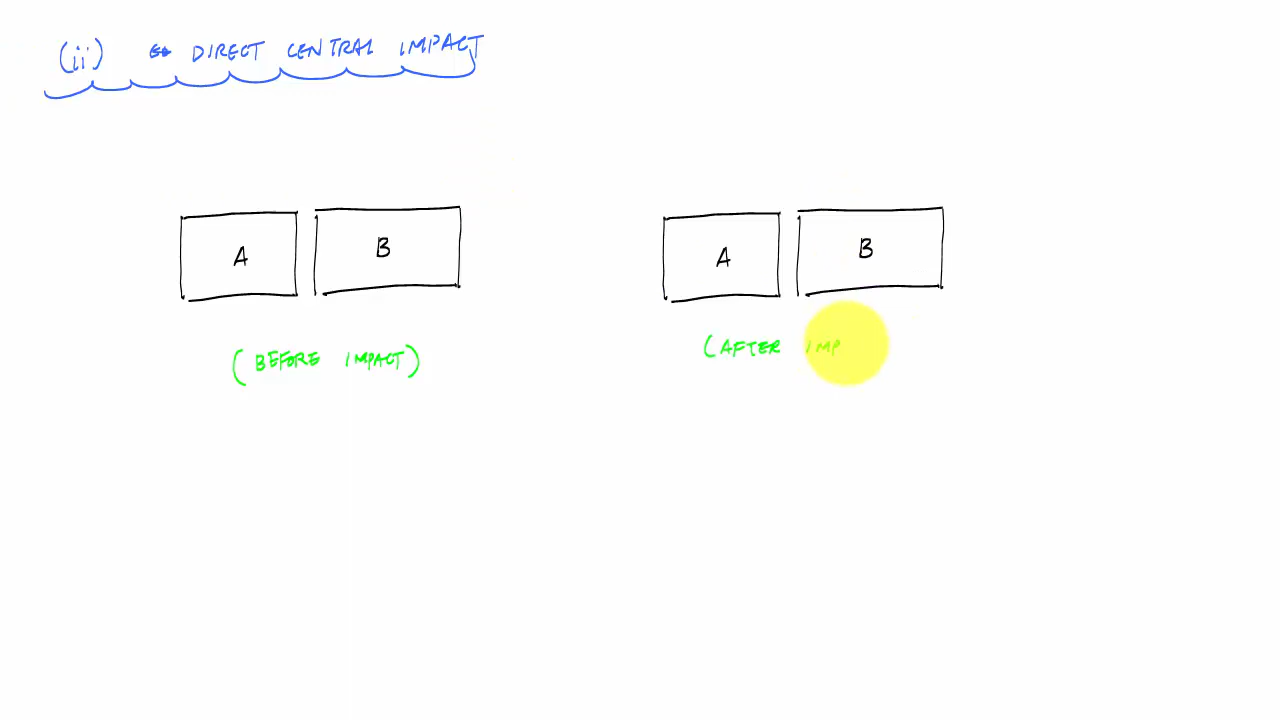 (ii) DIRECT CENTRAL IMPACT
A B A B
(BEFORE IMPACT) (AFTER IMP